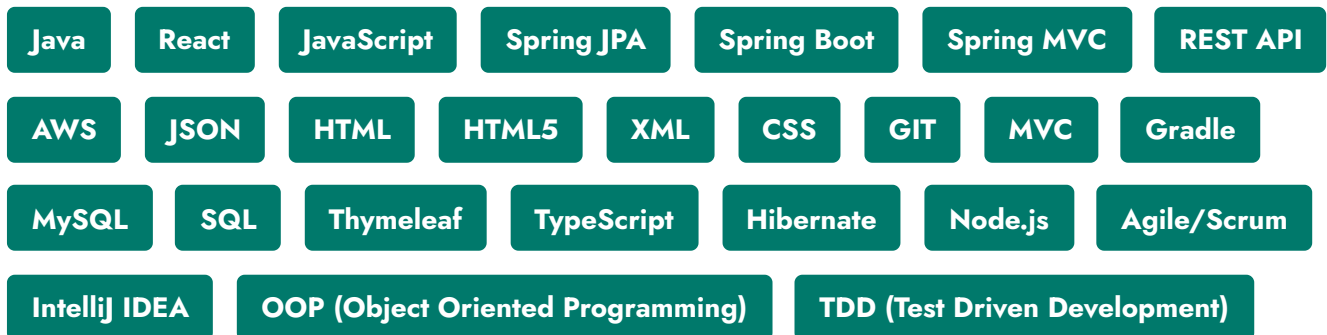 Java React JavaScript Spring JPA Spring Boot Spring MVC REST API
AWS JSON HTML HTML5 XML CSS GIT MVC Gradle
MySQL SQL Thymeleaf TypeScript Hibernate Node.js Agile/Scrum
IntelliJ IDEA OOP (Object Oriented Programming) TDD (Test Driven Development)